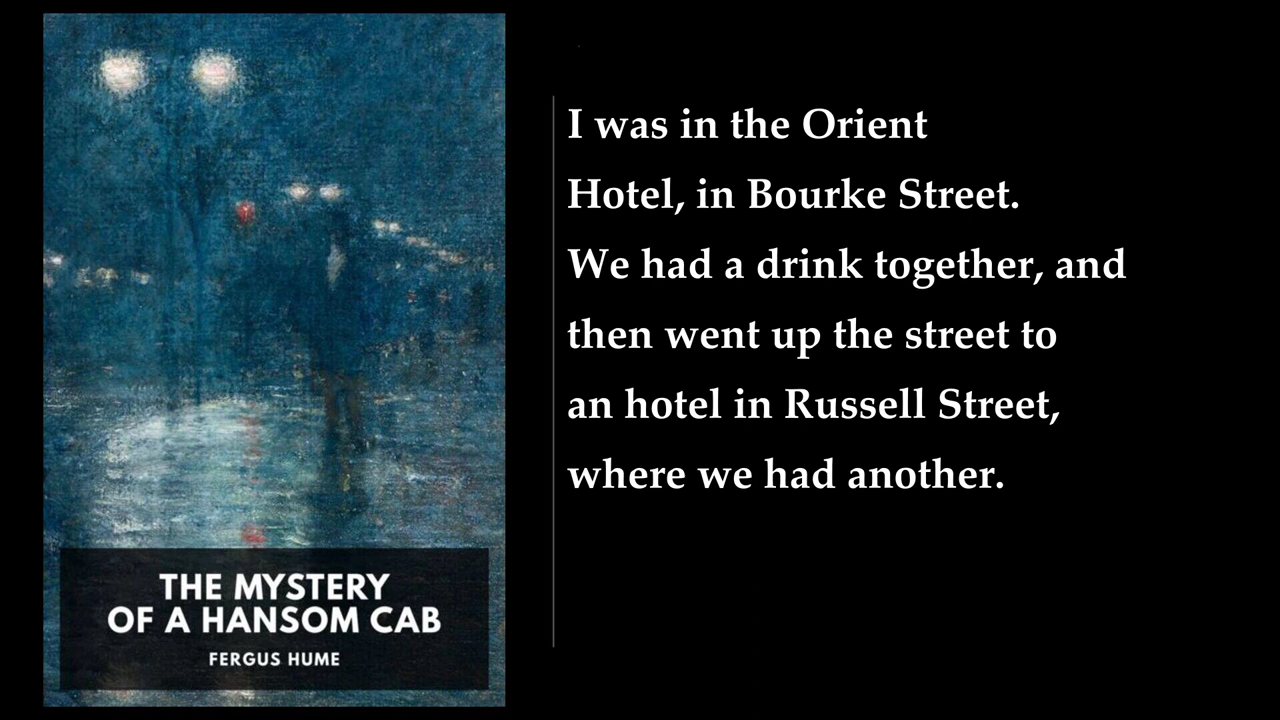 I was in the Orient
Hotel, in Bourke Street.
We had a drink together, and
then went up the street to
an hotel in Russell Street,
where we had another.
THE MYSTERY
OF A HANSOM CAB
FERGUS HUME